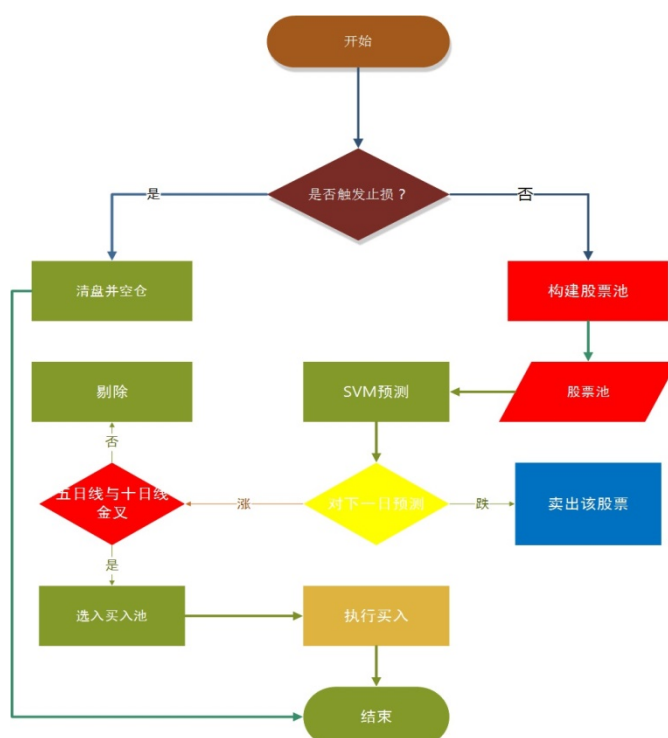 开始
是否触发止损？
是
否
清盘并空仓
构建股票池
剔除
SVM预测
股票池
否
五日线与十日线
金叉
涨
对下一日预测
跌
卖出该股票
是
选入买入池
执行买入
结束